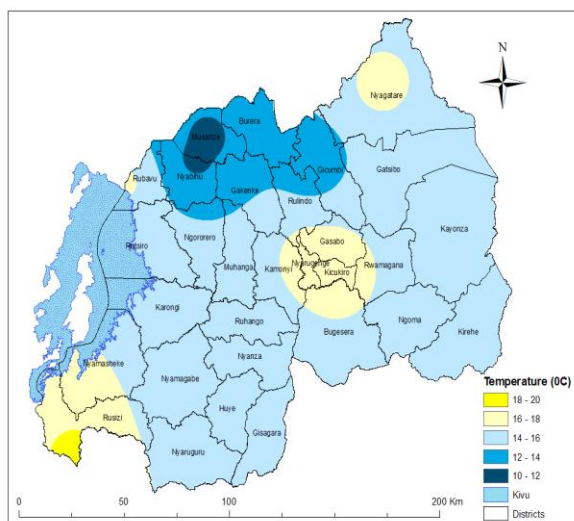 N
Nyagatare
Burera
Musanze
Gicumbi
Rubavu
Nyabihu
Gatsibo
Gakenke
Rulindo
Kayonza
Rutsiro
Ngororero
Gasabo
Muhanga
Kamonyi
Nyarugenge
Rwamagana
Kicukiro
Karongi
Ruhango
Bugesera
Ngoma
Kirehe
Nyamasheke
Nyanza
Nyamagabe
Rusizi
Huye
Gisagara
Nyaruguru
Temperature (0C)
18 - 20
16 - 18
14 - 16
12 - 14
10 - 12
Kivu
Districts
0 50 100 200 Km